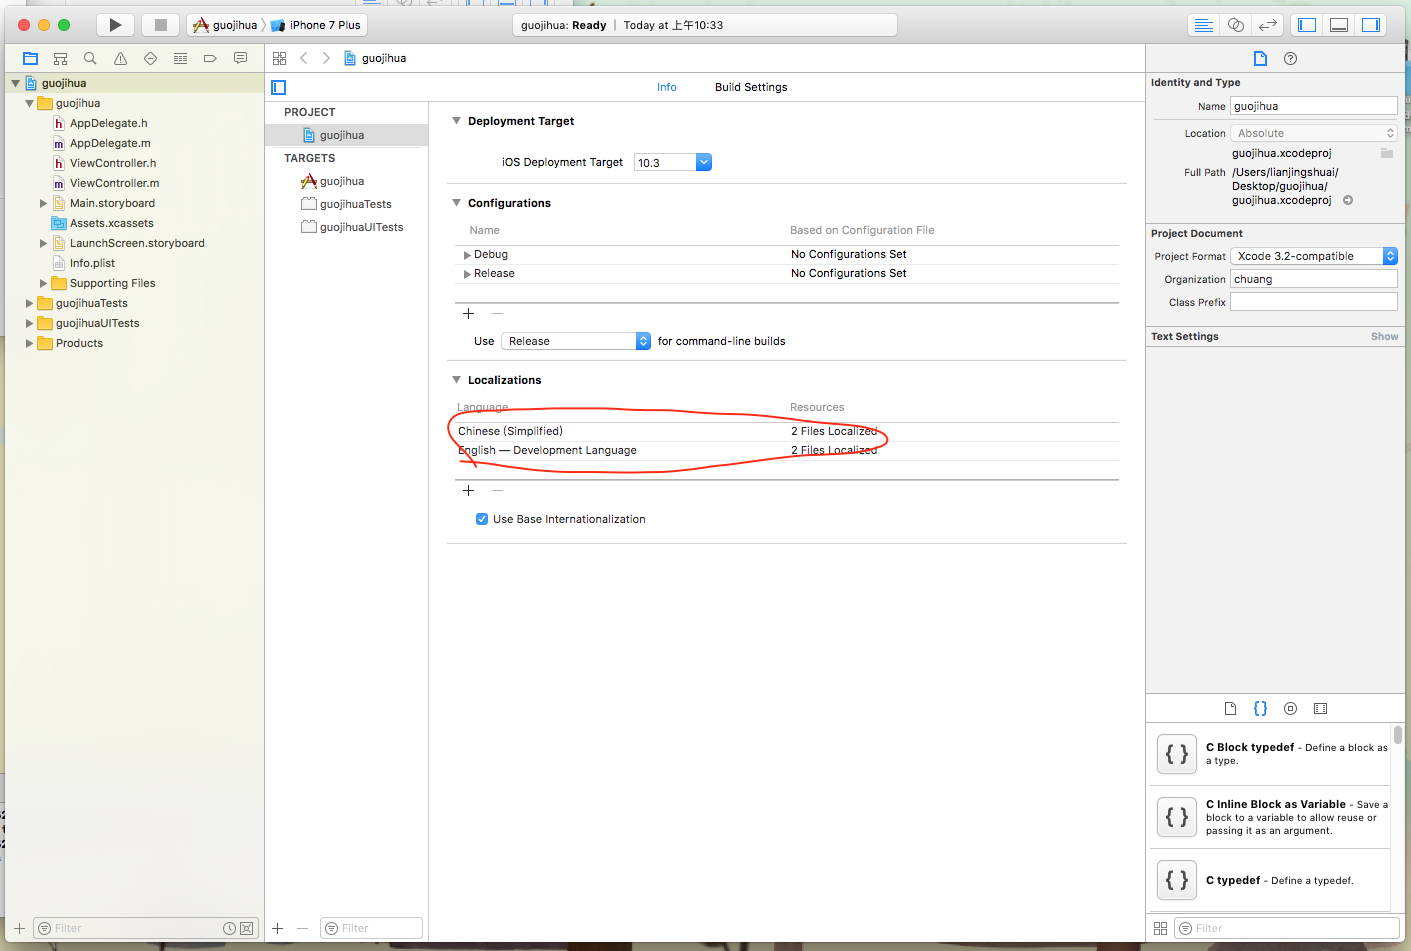 guojihua iPhone 7 Plus
guojihua: Ready | Today at 上午10:33
guojihua
guojihua
AppDelegate.h
AppDelegate.m
ViewController.h
ViewController.m
Main.storyboard
Assets.xcassets
LaunchScreen.storyboard
Info.plist
Supporting Files
guojihuaTests
guojihuaUITests
Products
Filter
guojihua
Info Build Settings
PROJECT
guojihua
TARGETS
guojihua
guojihuaTests
guojihuaUITests
Filter
Deployment Target
iOS Deployment Target 10.3
Configurations
Name Based on Configuration File
Debug No Configurations Set
Release No Configurations Set
Use Release for command-line builds
Localizations
Language Resources
Chinese (Simplified) 2 Files Localized
English — Development Language 2 Files Localized
Use Base Internationalization
Identity and Type
Name guojihua
Location Absolute
guojihua.xcodeproj
Full Path /Users/lianjingshuai/
Desktop/guojihua/
guojihua.xcodeproj
Project Document
Project Format Xcode 3.2-compatible
Organization chuang
Class Prefix
Text Settings Show
{ } C Block typedef - Define a block as
a type.
{ } C Inline Block as Variable - Save a
block to a variable to allow reuse or
passing it as an argument.
{ } C typedef - Define a typedef.
Filter